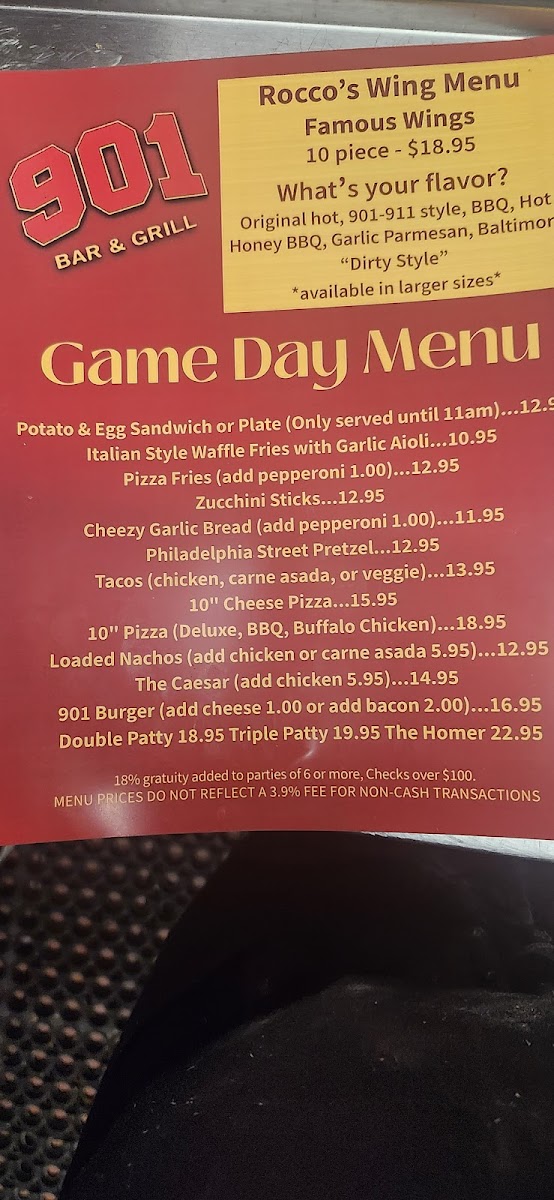 901
BAR & GRILL
Rocco's Wing Menu
Famous Wings
10 piece - $18.95
What's your flavor?
Original hot, 901-911 style, BBQ, Hot
Honey BBQ, Garlic Parmesan, Baltimor
"Dirty Style"
*available in larger sizes*
Game Day Menu
Potato & Egg Sandwich or Plate (Only served until 11am)...12.9
Italian Style Waffle Fries with Garlic Aioli...10.95
Pizza Fries (add pepperoni 1.00)...12.95
Zucchini Sticks...12.95
Cheezy Garlic Bread (add pepperoni 1.00)...11.95
Philadelphia Street Pretzel...12.95
Tacos (chicken, carne asada, or veggie)...13.95
10" Cheese Pizza...15.95
10" Pizza (Deluxe, BBQ, Buffalo Chicken)...18.95
Loaded Nachos (add chicken or carne asada 5.95)...12.95
The Caesar (add chicken 5.95)...14.95
901 Burger (add cheese 1.00 or add bacon 2.00)...16.95
Double Patty 18.95 Triple Patty 19.95 The Homer 22.95
18% gratuity added to parties of 6 or more, Checks over $100.
MENU PRICES DO NOT REFLECT A 3.9% FEE FOR NON-CASH TRANSACTIONS